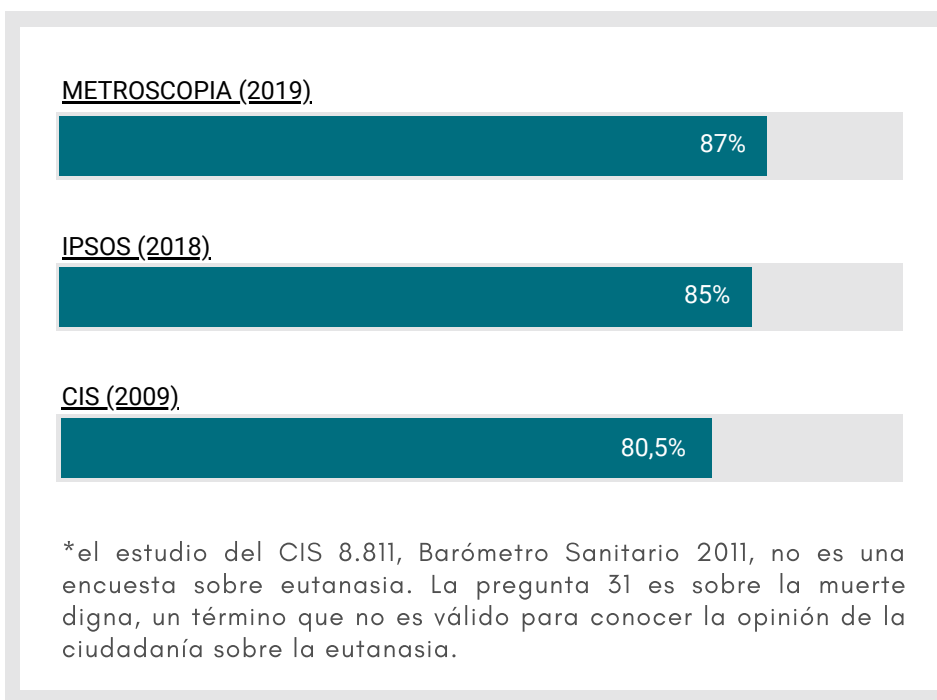 METROSCOPIA (2019)
87%
IPSOS (2018)
85%
CIS (2009)
80,5%
*el estudio del CIS 8.811, Barómetro Sanitario 2011, no es una
encuesta sobre eutanasia. La pregunta 31 es sobre la muerte
digna, un término que no es válido para conocer la opinión de la
ciudadanía sobre la eutanasia.